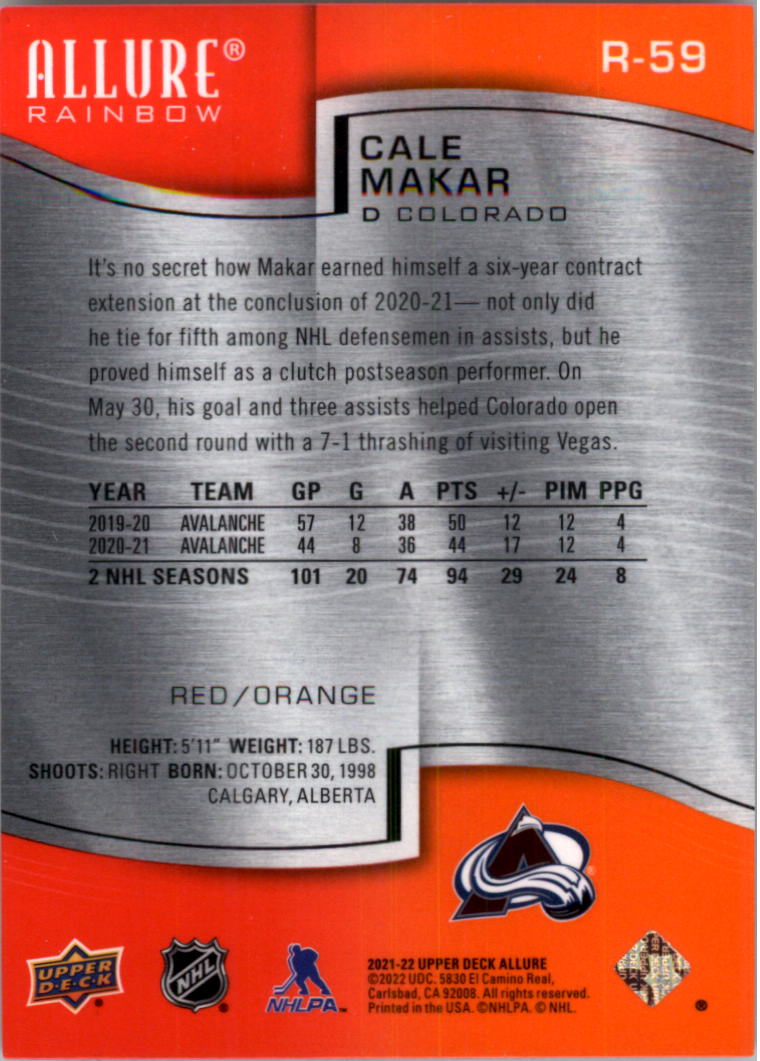 ALLURE®
RAINBOW
R-59
CALE
MAKAR
D COLORADO
It's no secret how Makar earned himself a six-year contract
extension at the conclusion of 2020-21— not only did
he tie for fifth among NHL defensemen in assists, but he
proved himself as a clutch postseason performer. On
May 30, his goal and three assists helped Colorado open
the second round with a 7-1 thrashing of visiting Vegas.
YEAR TEAM GP G A PTS +/- PIM PPG
2019-20 AVALANCHE 57 12 38 50 12 12 4
2020-21 AVALANCHE 44 8 36 44 17 12 4
2 NHL SEASONS 101 20 74 94 29 24 8
RED/ORANGE
HEIGHT: 5'11" WEIGHT: 187 LBS.
SHOOTS: RIGHT BORN: OCTOBER 30, 1998
CALGARY, ALBERTA
A
UPPER
D·E·C·K
NHL
NHLPA™
2021-22 UPPER DECK ALLURE
©2022 UDC. 5830 El Camino Real,
Carlsbad, CA 92008. All rights reserved.
Printed in the USA. ©NHLPA. © NHL.